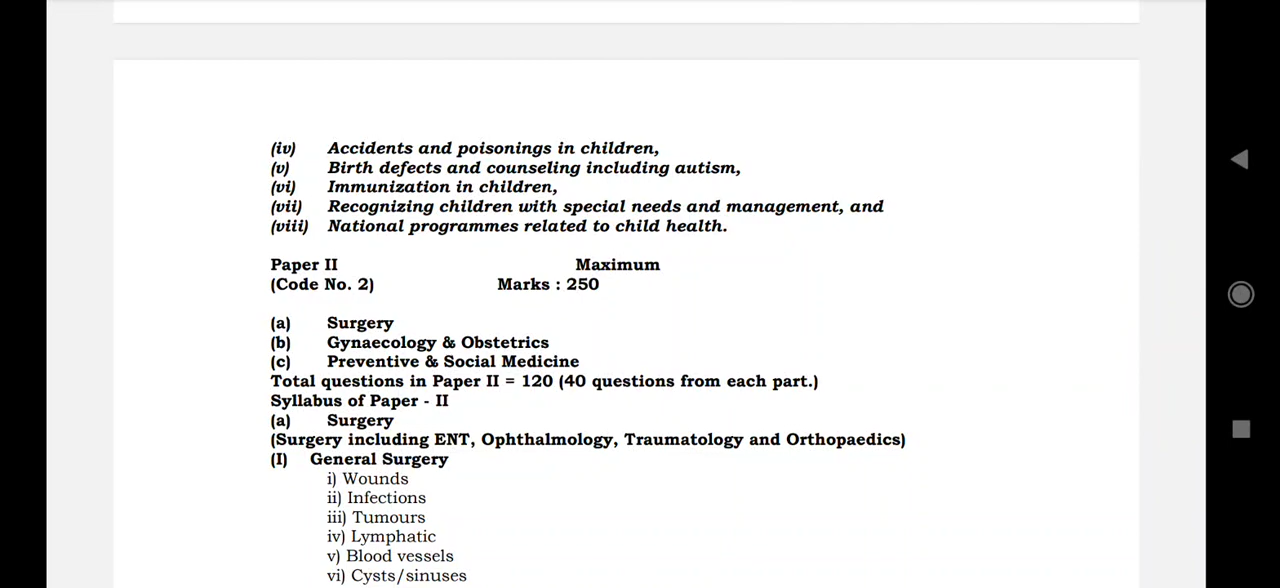 (iv) Accidents and poisonings in children,
(v) Birth defects and counseling including autism,
(vi) Immunization in children,
(vii) Recognizing children with special needs and management, and
(viii) National programmes related to child health.
Paper II Maximum
(Code No. 2) Marks : 250
(a) Surgery
(b) Gynaecology & Obstetrics
(c) Preventive & Social Medicine
Total questions in Paper II = 120 (40 questions from each part.)
Syllabus of Paper - II
(a) Surgery
(Surgery including ENT, Ophthalmology, Traumatology and Orthopaedics)
(I) General Surgery
i) Wounds
ii) Infections
iii) Tumours
iv) Lymphatic
v) Blood vessels
vi) Cysts/sinuses